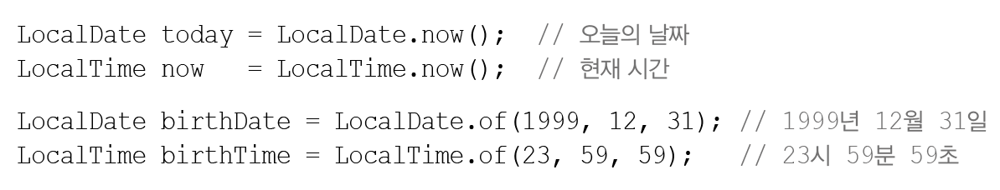 LocalDate today = LocalDate.now();  // 오늘의 날짜
LocalTime now   = LocalTime.now();  // 현재 시간
LocalDate birthDate = LocalDate.of(1999, 12, 31); // 1999년 12월 31일
LocalTime birthTime = LocalTime.of(23, 59, 59);   // 23시 59분 59초